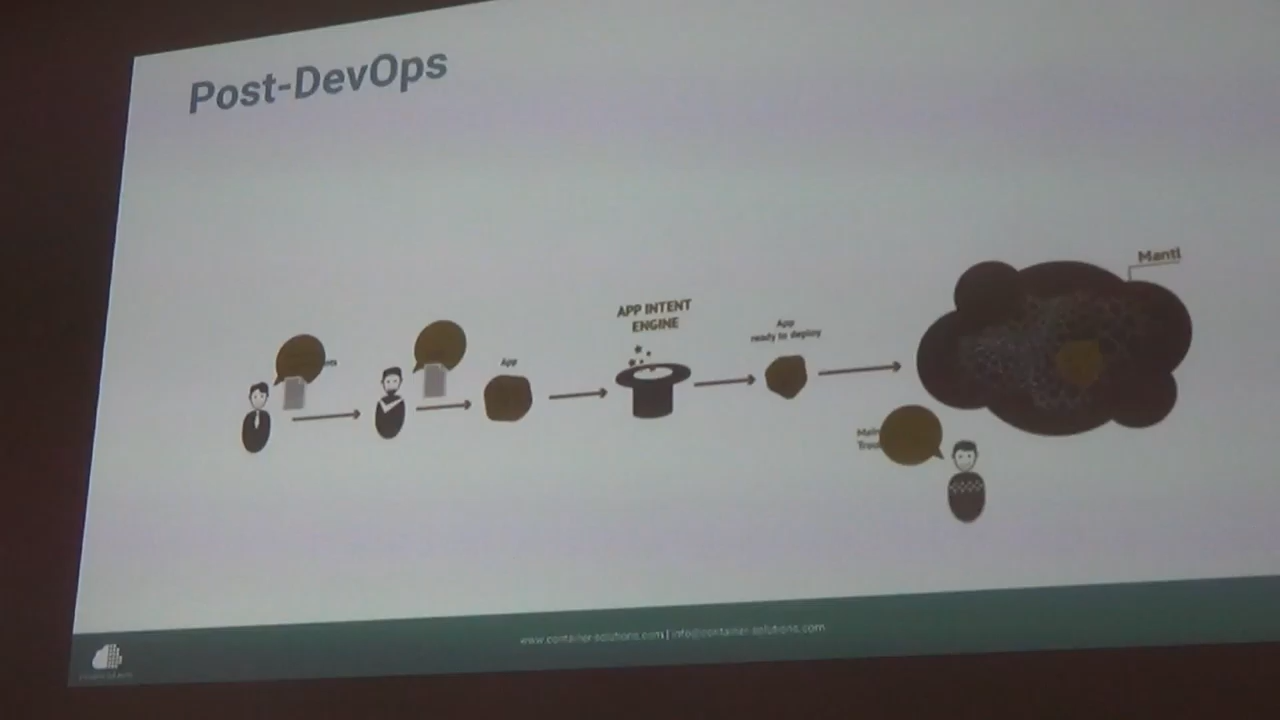 Post-DevOps
Mantl
APP INTENT
ENGINE
App
ready to deploy
App
www.container-solutions.com | info@container-solutions.com